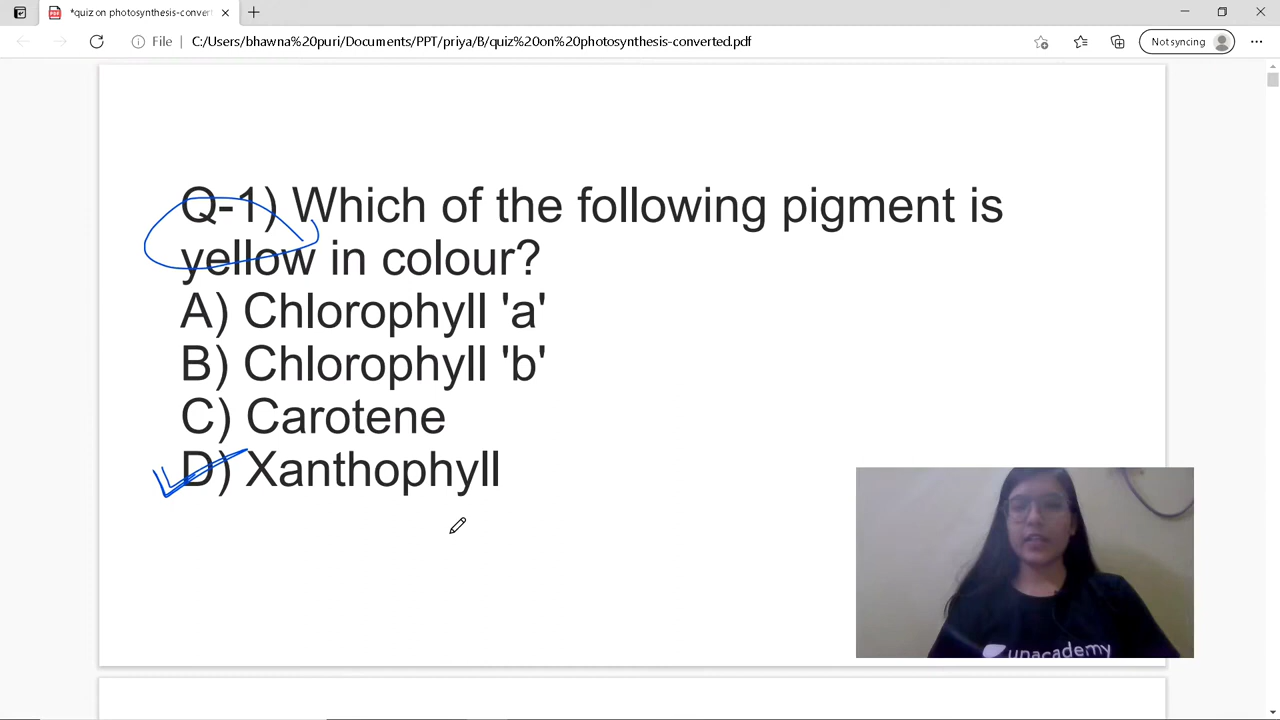 *quiz on photosynthesis-convert
File
C:/Users/bhawna%20puri/Documents/PPT/priya/B/quiz%20on%20photosynthesis-converted.pdf
Not syncing
Q-1) Which of the following pigment is
yellow in colour?
A) Chlorophyll 'a'
B) Chlorophyll 'b'
C) Carotene
D) Xanthophyll
unacademy